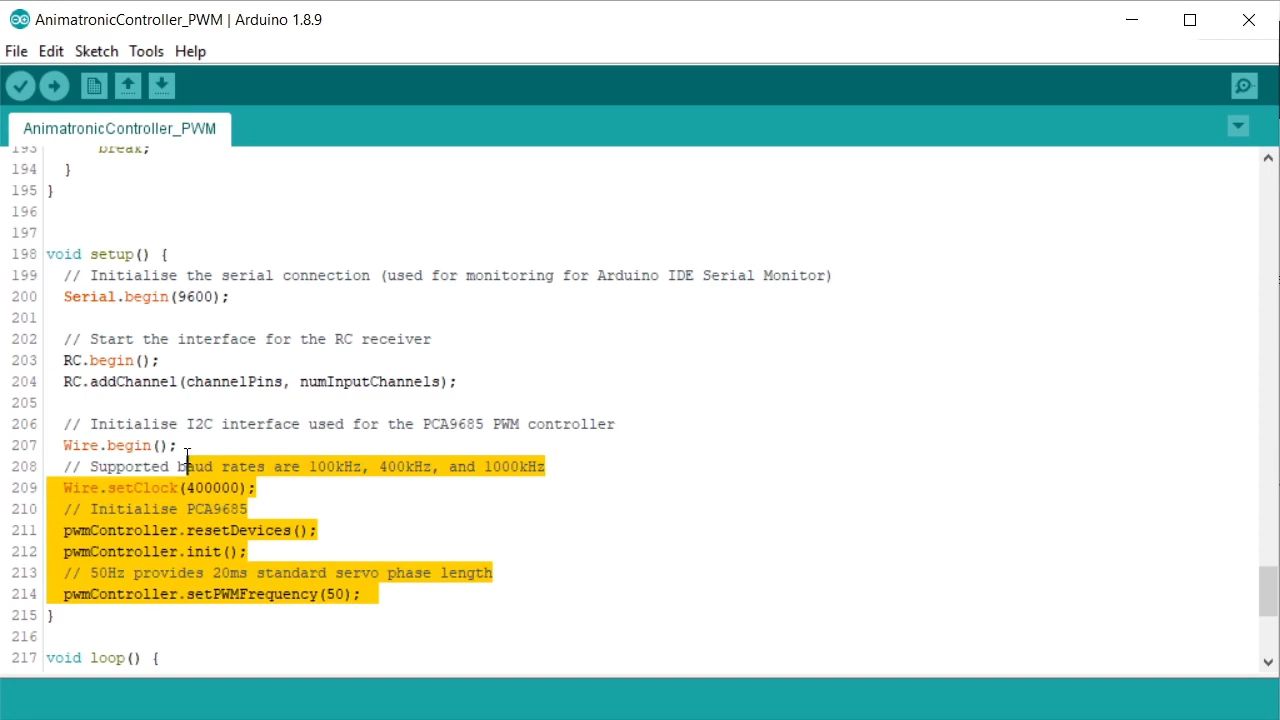 AnimatronicController_PWM | Arduino 1.8.9
File Edit Sketch Tools Help
AnimatronicController_PWM
193 break;
194 }
195 }
196
197
198 void setup() {
199 // Initialise the serial connection (used for monitoring for Arduino IDE Serial Monitor)
200 Serial.begin(9600);
201
202 // Start the interface for the RC receiver
203 RC.begin();
204 RC.addChannel(channelPins, numInputChannels);
205
206 // Initialise I2C interface used for the PCA9685 PWM controller
207 Wire.begin();
208 // Supported baud rates are 100kHz, 400kHz, and 1000kHz
209 Wire.setClock(400000);
210 // Initialise PCA9685
211 pwmController.resetDevices();
212 pwmController.init();
213 // 50Hz provides 20ms standard servo phase length
214 pwmController.setPWMFrequency(50);
215 }
216
217 void loop() {